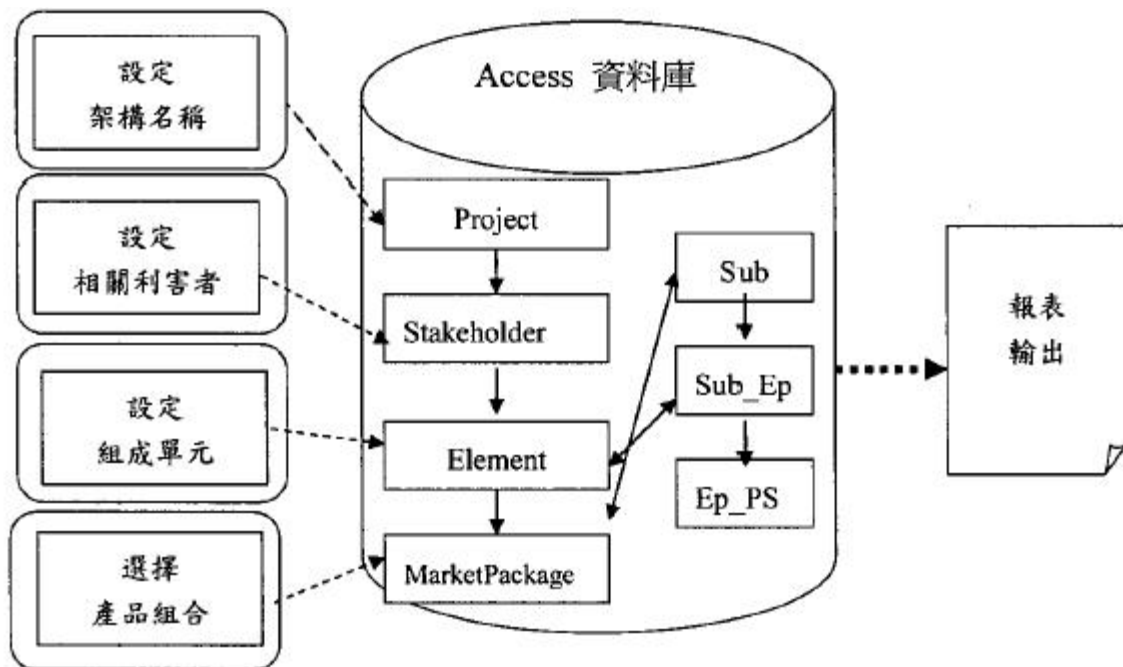 設定
架構名稱
設定
相關利害者
設定
組成單元
選擇
產品組合
Access 資料庫
Project
Stakeholder
Element
MarketPackage
Sub
Sub_Ep
Ep_PS
報表
輸出